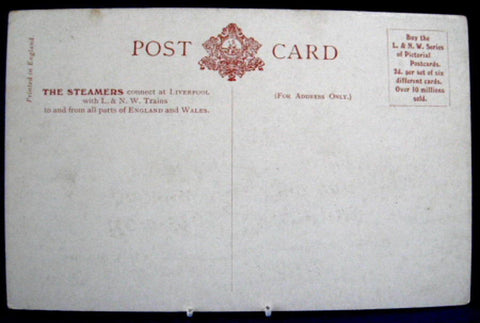 Printed in England.
POST CARD
THE STEAMERS connect at LIVERPOOL
with L. & N. W. Trains
to and from all parts of ENGLAND and WALES.
(FOR ADDRESS ONLY.)
Buy the
L. & N. W. Series
of Pictorial
Postcards.
2d. per set of six
different cards.
Over 10 millions
sold.